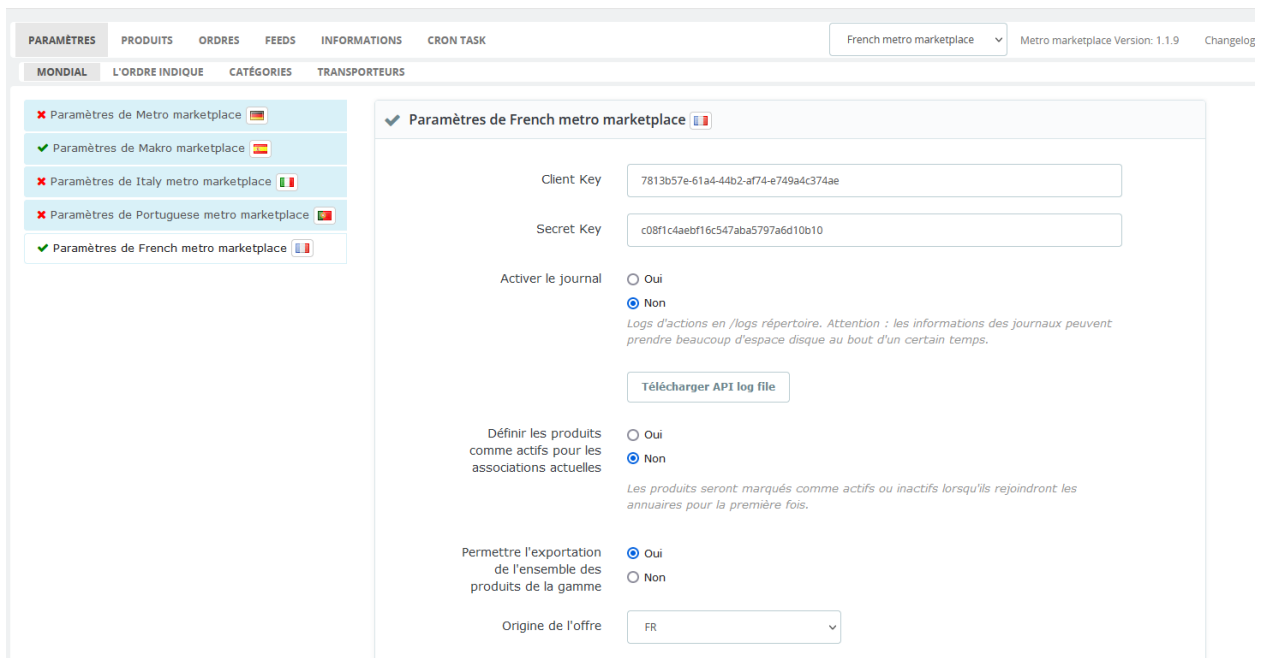 PARAMÈTRES PRODUITS ORDRES FEEDS INFORMATIONS CRON TASK French metro marketplace Metro marketplace Version: 1.1.9 Changelog
MONDIAL L'ORDRE INDIQUE CATÉGORIES TRANSPORTEURS
Paramètres de Metro marketplace
Paramètres de Makro marketplace
Paramètres de Italy metro marketplace
Paramètres de Portuguese metro marketplace
Paramètres de French metro marketplace
Paramètres de French metro marketplace
Client Key 7813b57e-61a4-44b2-af74-e749a4c374ae
Secret Key c08f1c4aebf16c547aba5797a6d10b10
Activer le journal Oui
Non
Logs d'actions en /logs répertoire. Attention : les informations des journaux peuvent
prendre beaucoup d'espace disque au bout d'un certain temps.
Télécharger API log file
Définir les produits
comme actifs pour les
associations actuelles
Oui
Non
Les produits seront marqués comme actifs ou inactifs lorsqu'ils rejoindront les
annuaires pour la première fois.
Permettre l'exportation
de l'ensemble des
produits de la gamme
Oui
Non
Origine de l'offre FR